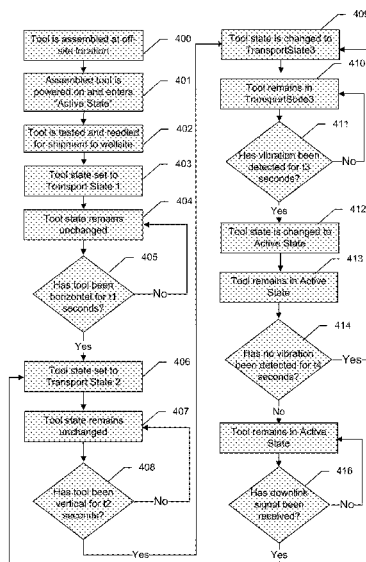 Tool is assembled at off-
site location
400
Assembled tool is
powered on and enters
"Active State"
401
Tool is tested and readied
for shipment to wellsite
402
Tool state set to
Transport State 1
403
Tool state remains
unchanged
404
Has tool been
horizontal for t1
seconds?
405
No
Yes
Tool state set to
Transport State 2
406
Tool state remains
unchanged
407
Has tool been
vertical for t2
seconds?
408
No
Yes
Tool state is changed to
TransportState3
409
Tool remains in
TransportState3
410
Has vibration been
detected for t3
seconds?
411
No
Yes
Tool state is changed to
Active State
412
Tool remains in Active
State
413
Has no vibration
been detected for t4
seconds?
414
Yes
No
Tool remains in Active
State
Has downlink
signal been
received?
416
No
Yes